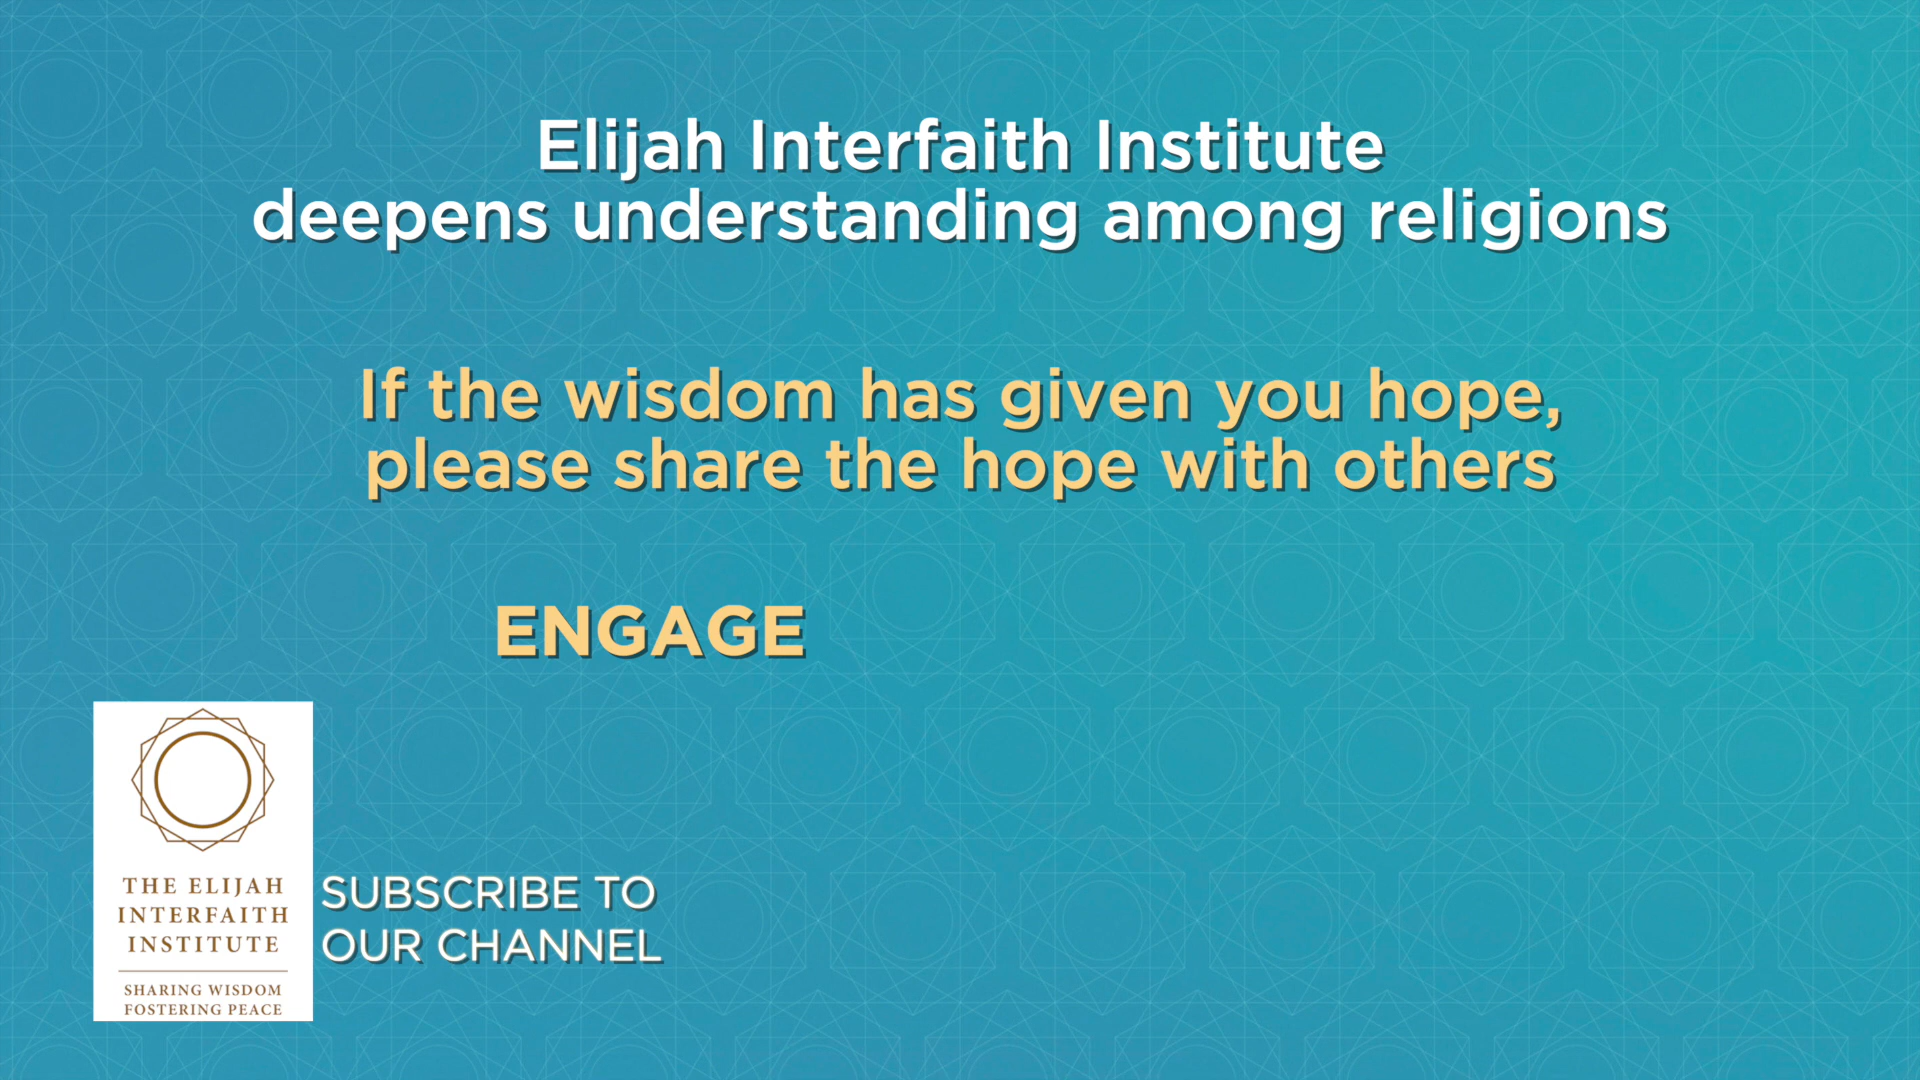 Elijah Interfaith Institute
deepens understanding among religions
If the wisdom has given you hope,
please share the hope with others
ENGAGE
THE ELIJAH
INTERFAITH
INSTITUTE
SHARING WISDOM
FOSTERING PEACE
SUBSCRIBE TO
OUR CHANNEL